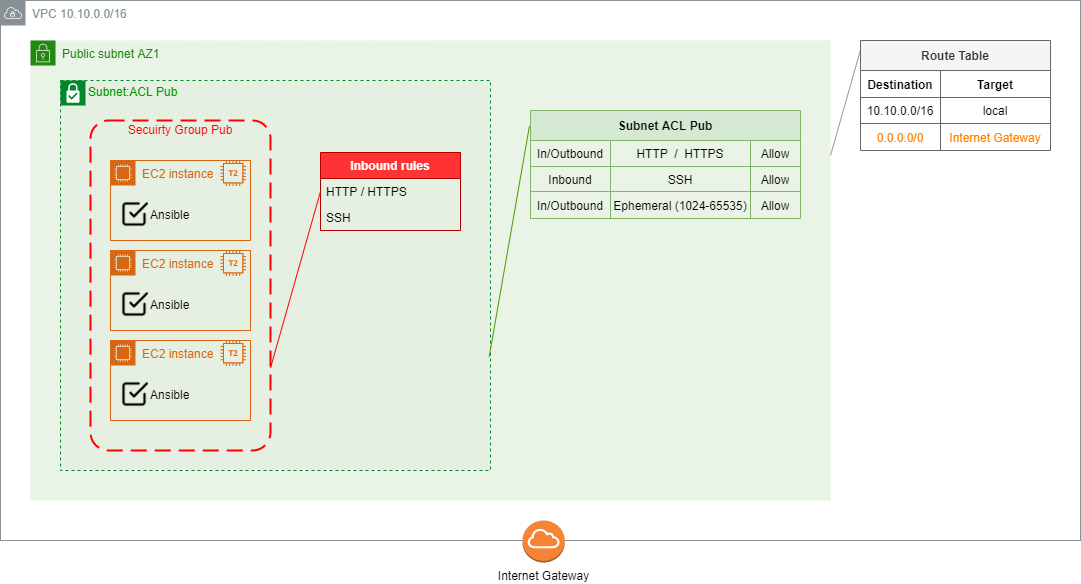 VPC 10.10.0.0/16
Public subnet AZ1
Subnet:ACL Pub
Secuirty Group Pub
EC2 instance T2
Ansible
EC2 instance T2
Ansible
EC2 instance T2
Ansible
Inbound rules
HTTP / HTTPS
SSH
Subnet ACL Pub
In/Outbound HTTP / HTTPS Allow
Inbound SSH Allow
In/Outbound Ephemeral (1024-65535) Allow
Route Table
Destination Target
10.10.0.0/16 local
0.0.0.0/0 Internet Gateway
Internet Gateway